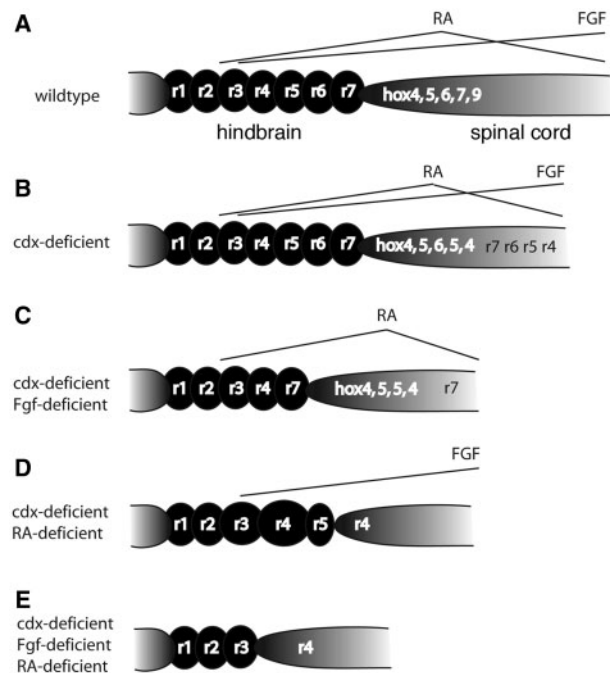 A
RA
FGF
wildtype
r1 r2 r3 r4 r5 r6 r7 hox4,5,6,7,9
hindbrain spinal cord
B
RA
FGF
cdx-deficient
r1 r2 r3 r4 r5 r6 r7 hox4,5,6,5,4 r7 r6 r5 r4
C
RA
cdx-deficient
Fgf-deficient
r1 r2 r3 r4 r7 hox4,5,5,4 r7
D
FGF
cdx-deficient
RA-deficient
r1 r2 r3 r4 r5 r4
E
cdx-deficient
Fgf-deficient
RA-deficient
r1 r2 r3 r4